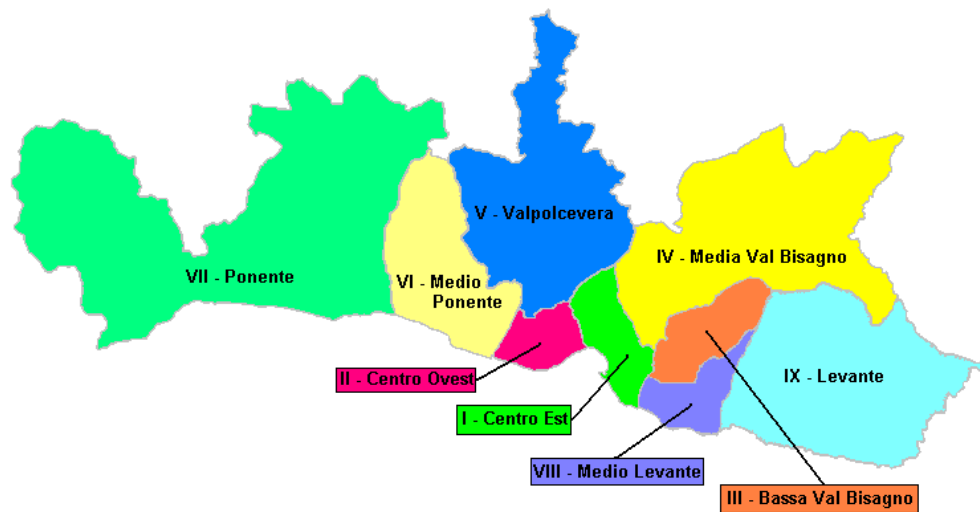 V - Valpolcevera
IV - Media Val Bisagno
VII - Ponente
VI - Medio
Ponente
II - Centro Ovest
IX - Levante
I - Centro Est
VIII - Medio Levante
III - Bassa Val Bisagno